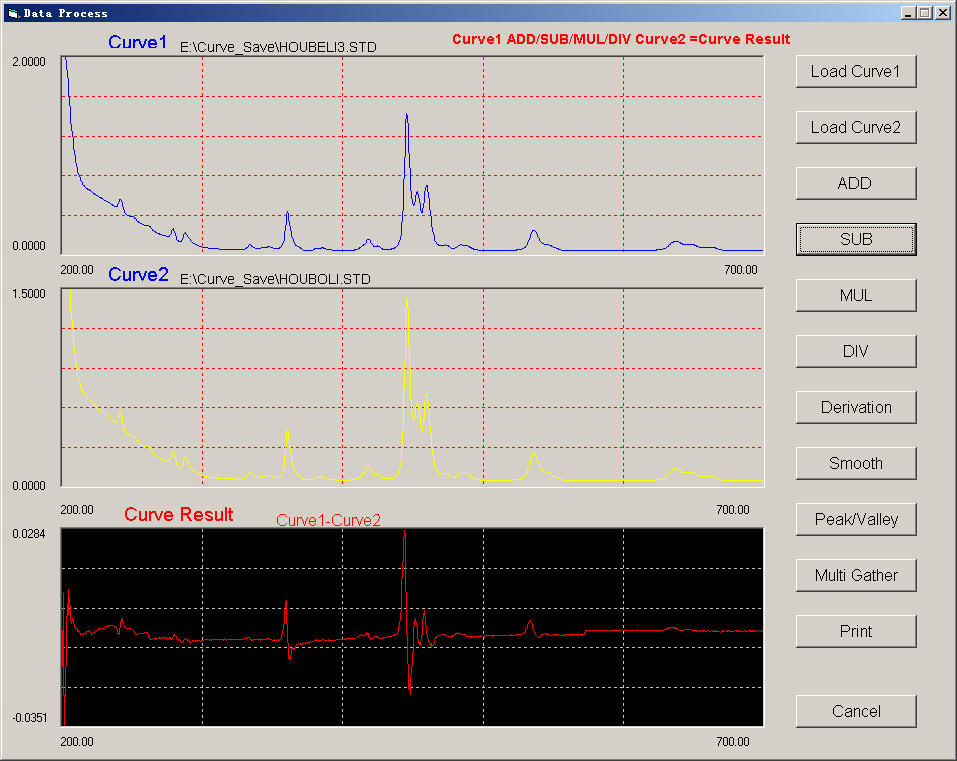 Data Process
Curve1 E:\Curve_Save\HOUBELI3.STD
Curve1 ADD/SUB/MUL/DIV Curve2 =Curve Result
2.0000
0.0000
200.00
700.00
Curve2 E:\Curve_Save\HOUBOLI.STD
1.5000
0.0000
200.00
700.00
Curve Result
Curve1-Curve2
0.0284
-0.0351
200.00
700.00
Load Curve1
Load Curve2
ADD
SUB
MUL
DIV
Derivation
Smooth
Peak/Valley
Multi Gather
Print
Cancel